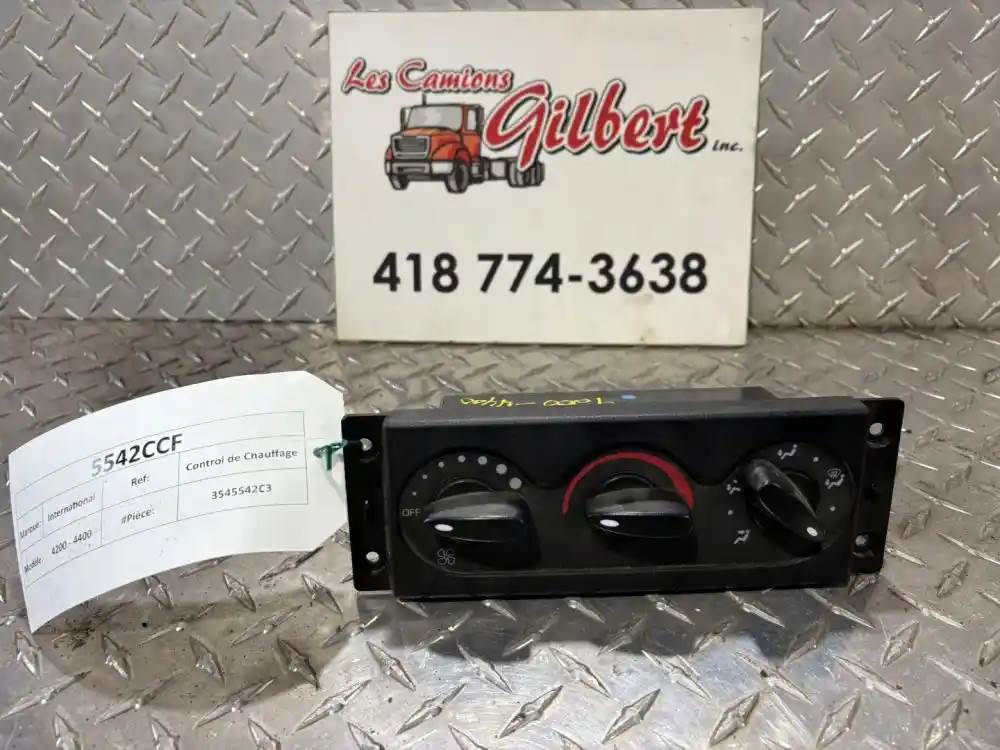 Les Camions
Gilbert inc.
418 774-3638
5542CCF
Marque: International Ref: Control de Chauffage
Modèle: 4200 - 4400 #Pièce: 3545542C3
OFF